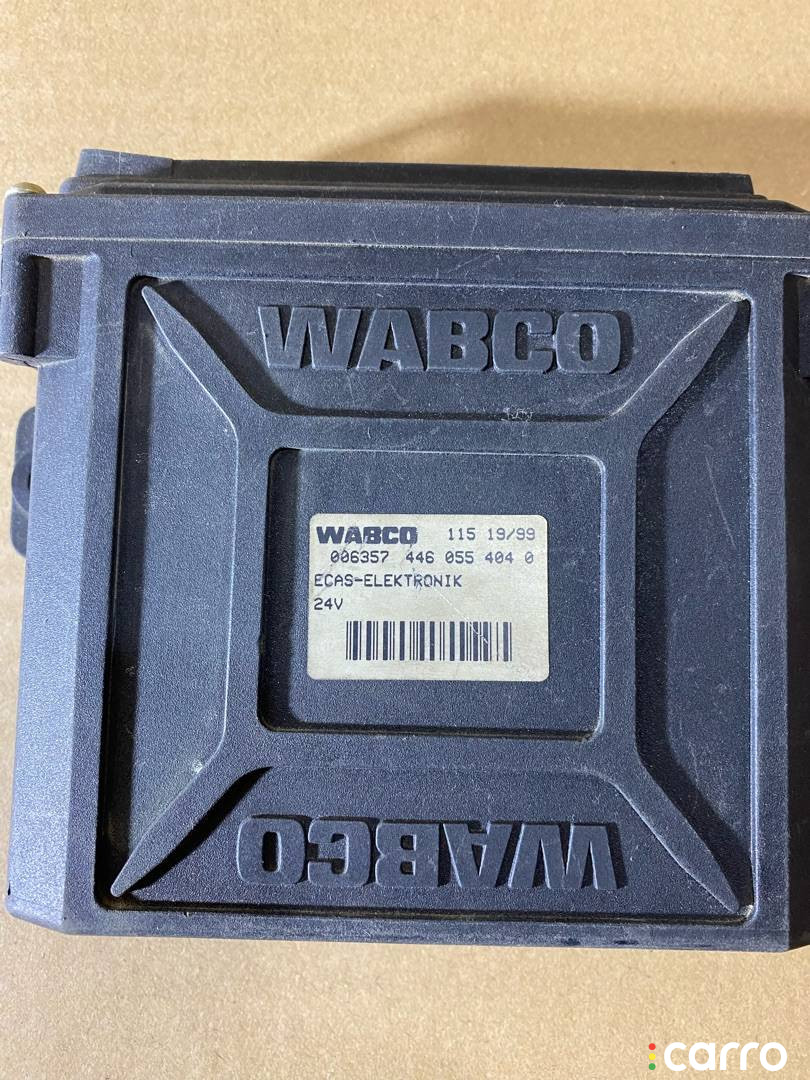 WABCO
WABCO 115 19/99
006357 446 055 404 0
ECAS-ELEKTRONIK
24V
WABCO
carro